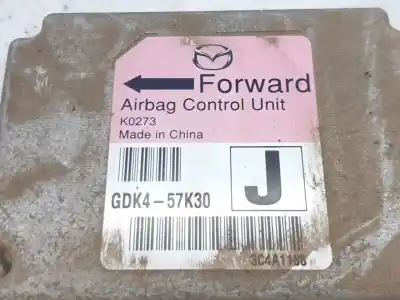 Forward
Airbag Control Unit
K0273
Made in China
GDK4-57K30
J
3C4A1188